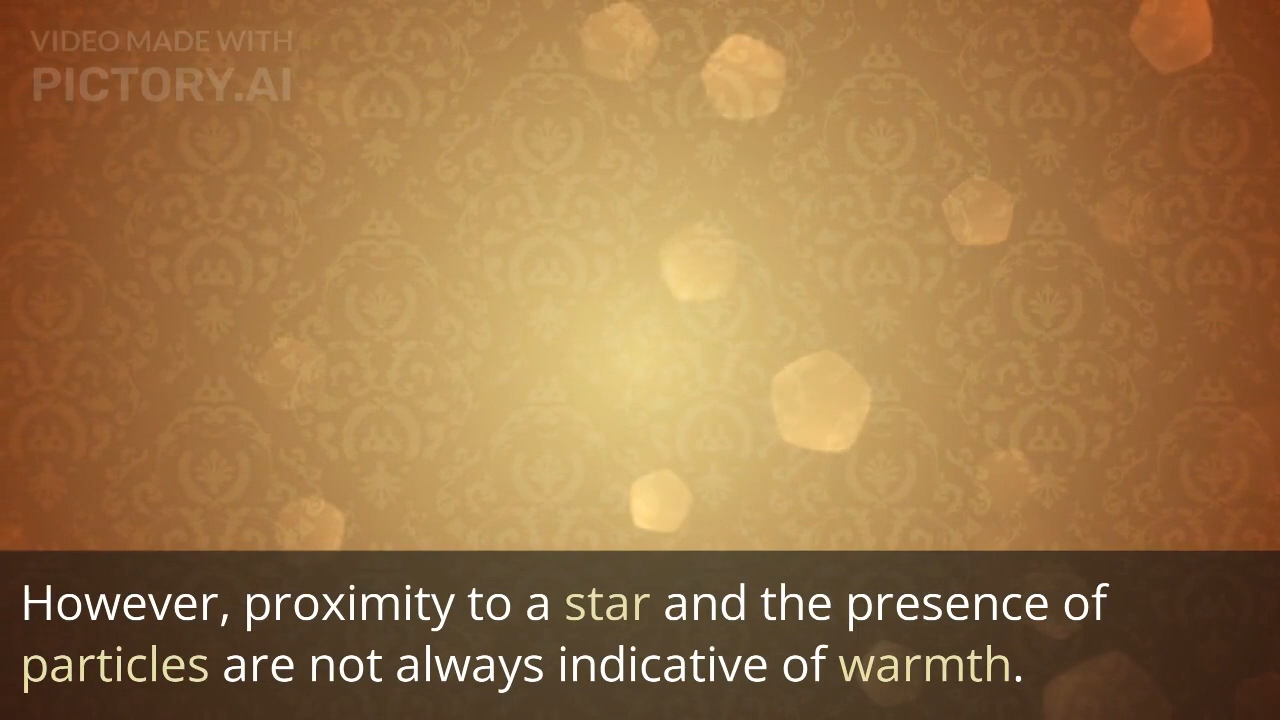 VIDEO MADE WITH
PICTORY.AI
However, proximity to a star and the presence of
particles are not always indicative of warmth.